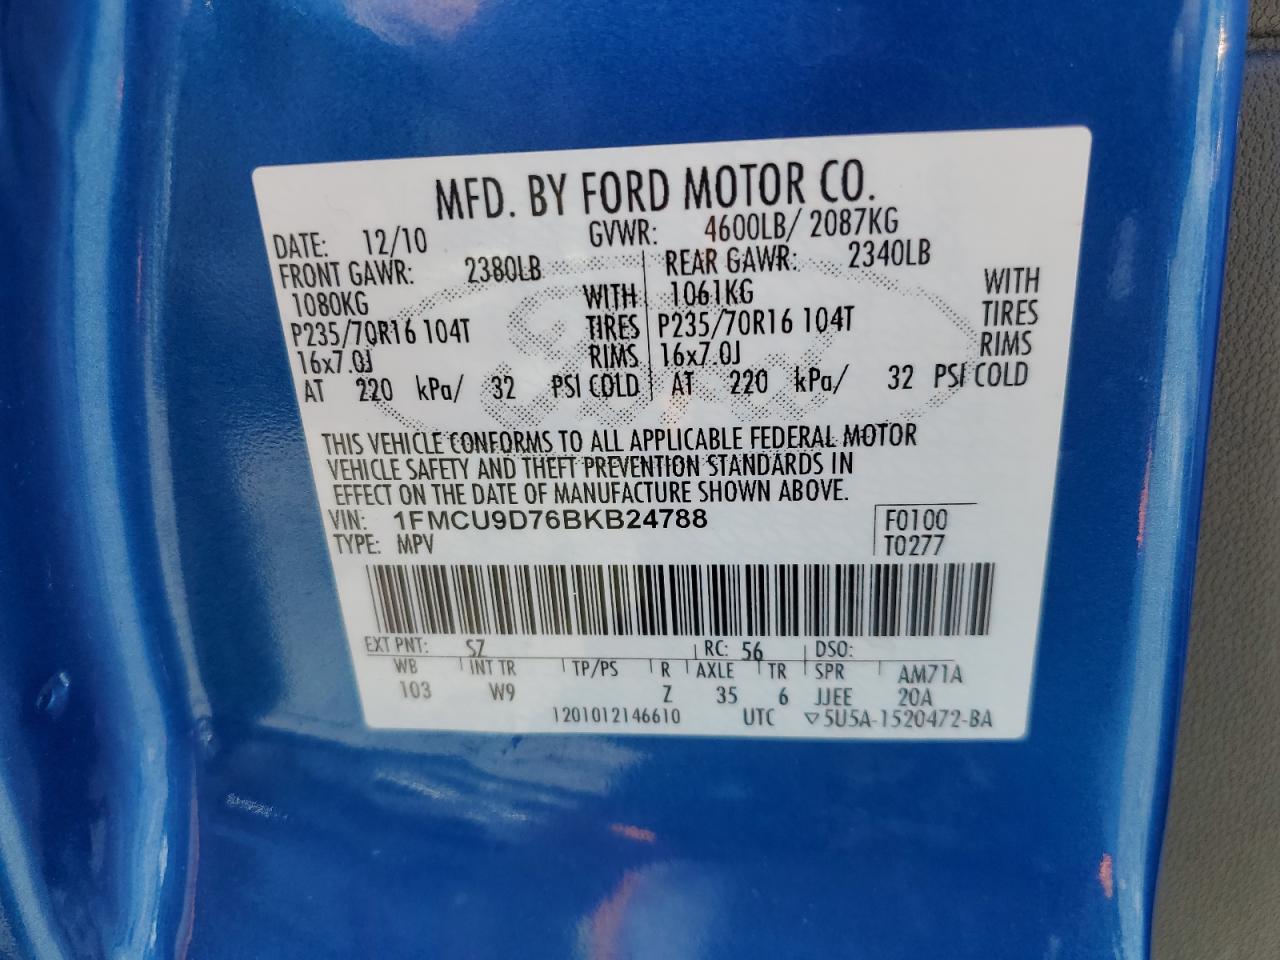 MFD. BY FORD MOTOR CO.
DATE: 12/10 GVWR: 4600LB/ 2087KG
FRONT GAWR: 2380LB REAR GAWR: 2340LB
1080KG WITH 1061KG WITH
P235/70R16 104T TIRES P235/70R16 104T TIRES
16x7.0J RIMS 16x7.0J RIMS
AT 220 kPa/ 32 PSI COLD AT 220 kPa/ 32 PSI COLD
THIS VEHICLE CONFORMS TO ALL APPLICABLE FEDERAL MOTOR
VEHICLE SAFETY AND THEFT PREVENTION STANDARDS IN
EFFECT ON THE DATE OF MANUFACTURE SHOWN ABOVE.
VIN: 1FMCU9D76BKB24788 F0100
TYPE: MPV T0277
EXT PNT: SZ RC: 56 DSO:
WB INT TR TP/PS R AXLE TR SPR AM71A
103 W9 Z 35 6 JJEE 20A
1201012146610 UTC ▽5U5A-1520472-BA
Ford